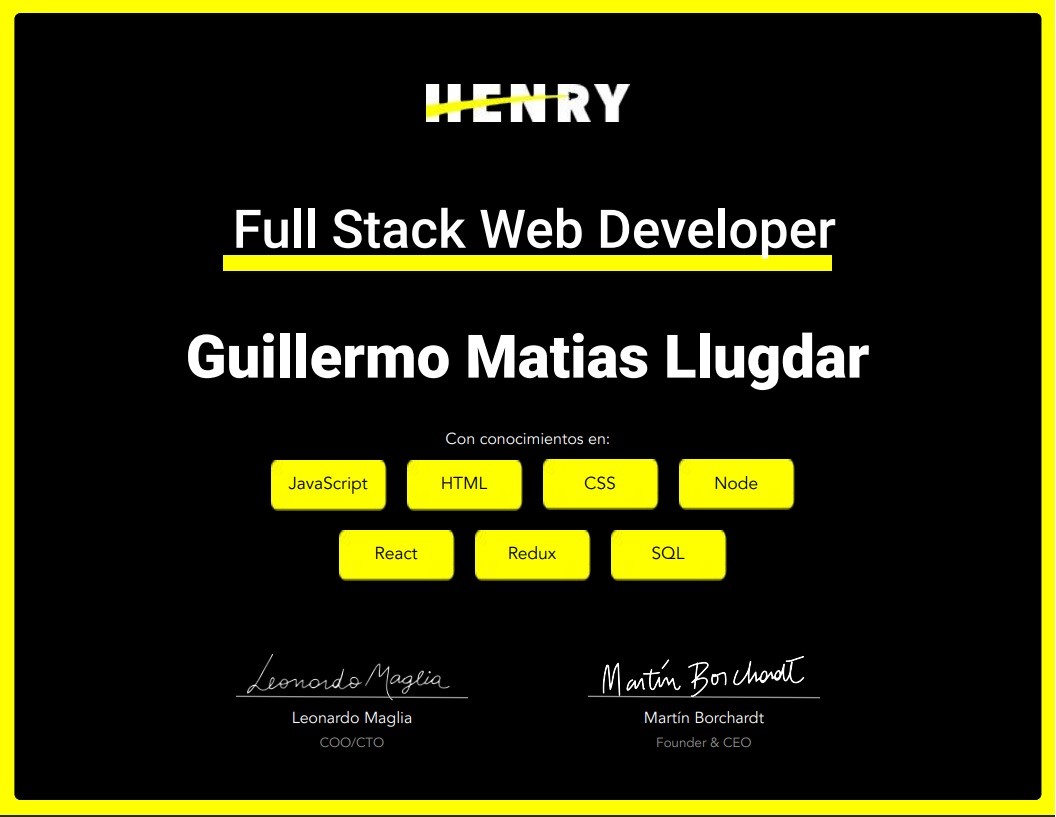 HENRY
Full Stack Web Developer
Guillermo Matias Llugdar
Con conocimientos en:
JavaScript HTML CSS Node
React Redux SQL
Leonardo Maglia Martín Borchardt
Leonardo Maglia Martín Borchardt
COO/CTO Founder & CEO